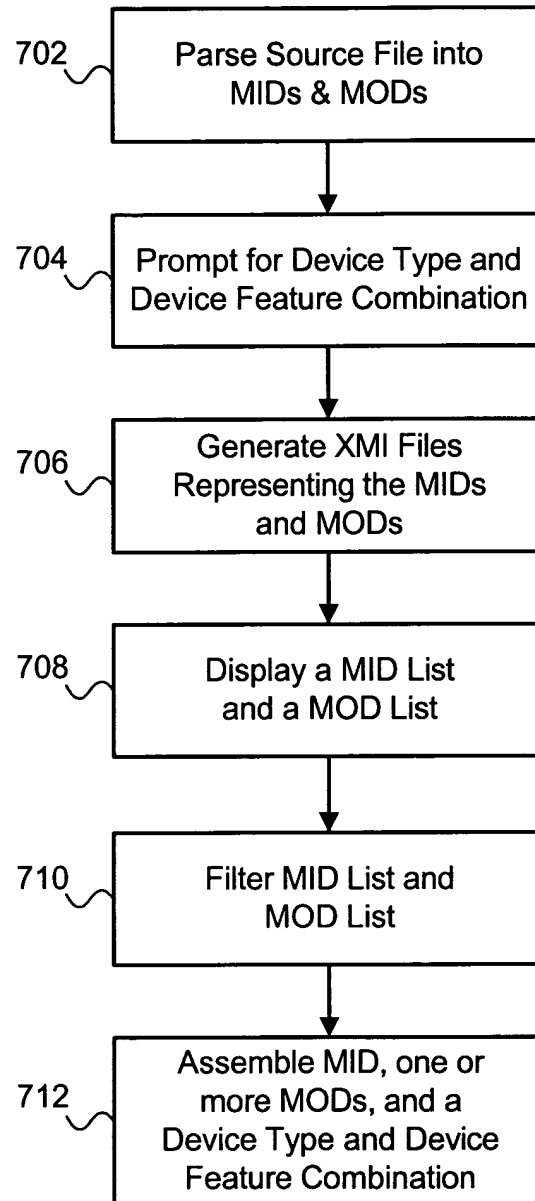 702
Parse Source File into
MIDs & MODs
704
Prompt for Device Type and
Device Feature Combination
706
Generate XMI Files
Representing the MIDs
and MODs
708
Display a MID List
and a MOD List
710
Filter MID List and
MOD List
712
Assemble MID, one or
more MODs, and a
Device Type and Device
Feature Combination